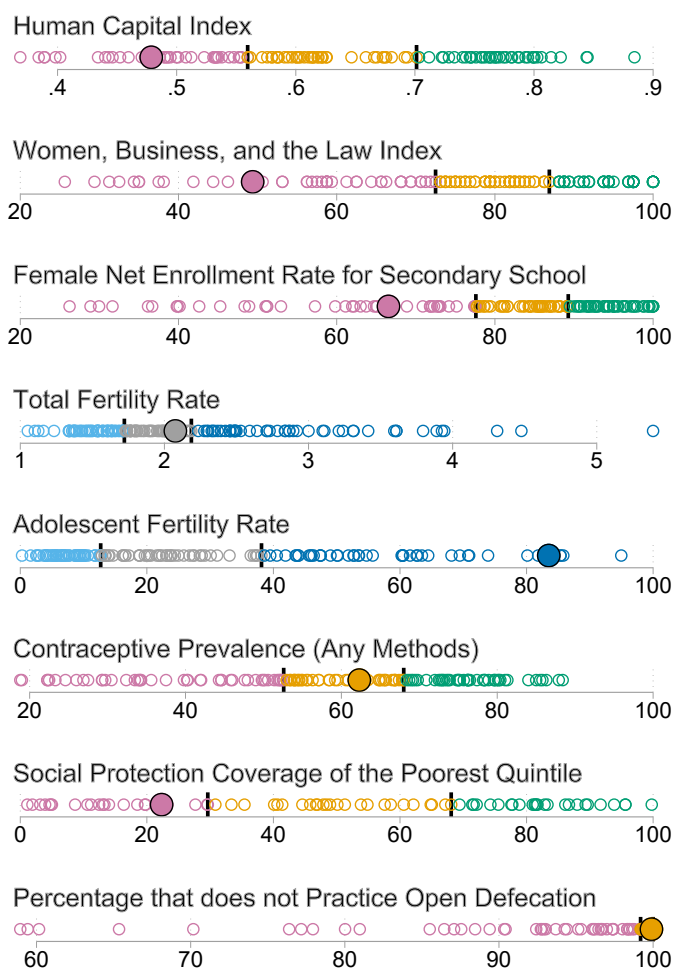 Human Capital Index
.4 .5 .6 .7 .8 .9
Women, Business, and the Law Index
20 40 60 80 100
Female Net Enrollment Rate for Secondary School
20 40 60 80 100
Total Fertility Rate
1 2 3 4 5
Adolescent Fertility Rate
0 20 40 60 80 100
Contraceptive Prevalence (Any Methods)
20 40 60 80 100
Social Protection Coverage of the Poorest Quintile
0 20 40 60 80 100
Percentage that does not Practice Open Defecation
60 70 80 90 100